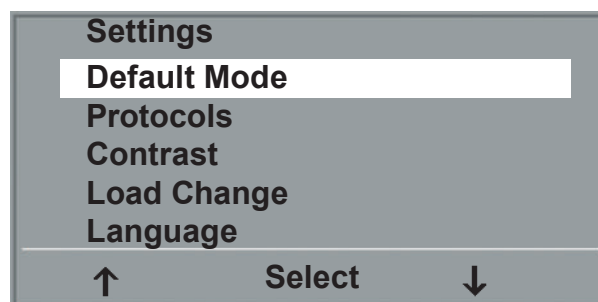 Settings
Default Mode
Protocols
Contrast
Load Change
Language
↑ Select ↓